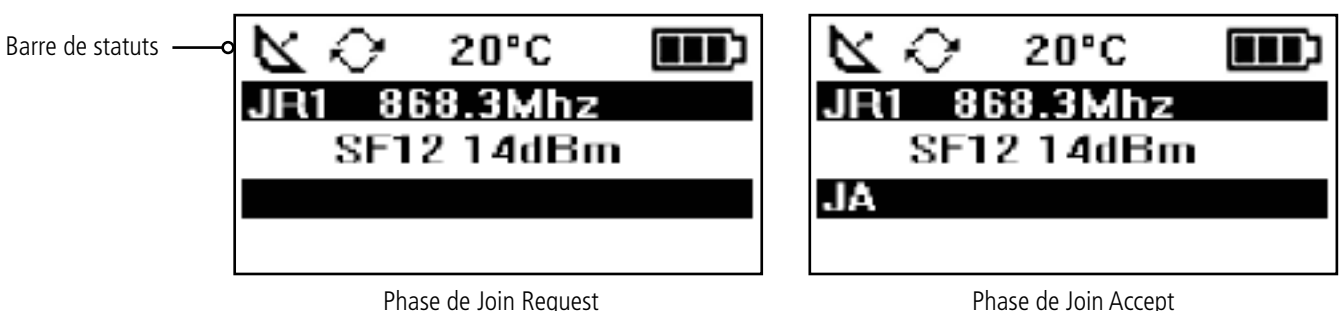 Barre de statuts
20°C
JR1 868.3Mhz
SF12 14dBm
Phase de Join Request
20°C
JR1 868.3Mhz
SF12 14dBm
JA
Phase de Join Accept